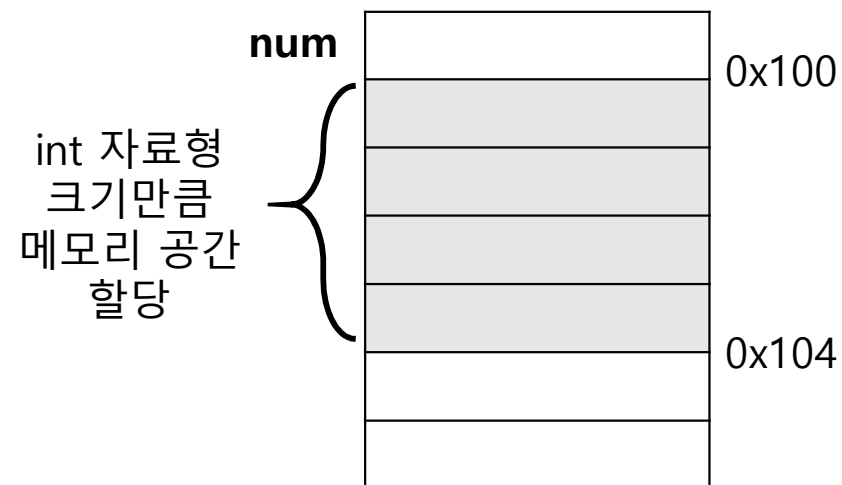 num
0x100
int 자료형
크기만큼
메모리 공간
할당
0x104